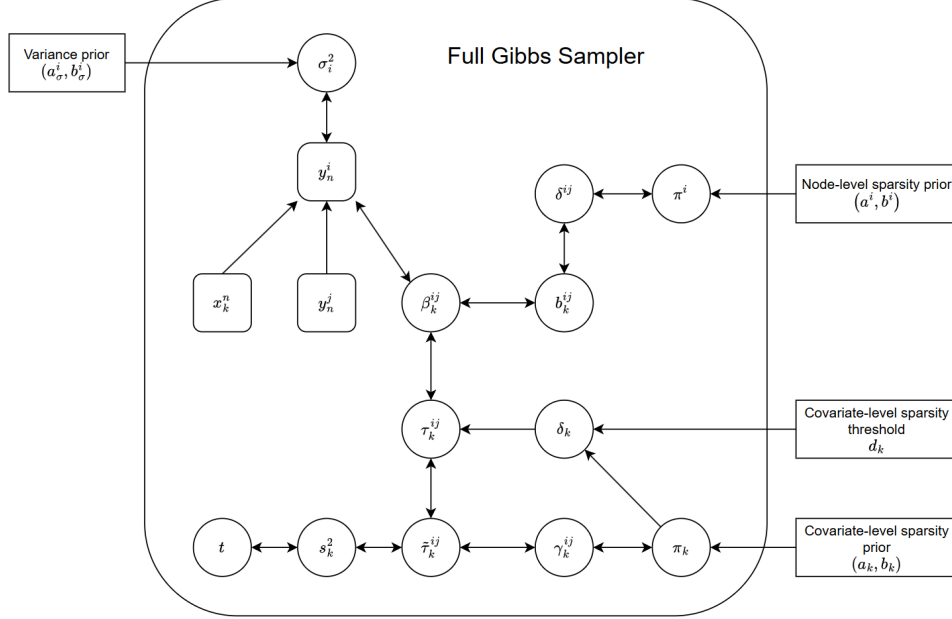 Full Gibbs Sampler
Variance prior
$(a_\sigma^i, b_\sigma^i)$
$\sigma_i^2$
$y_n^i$
$\delta^{ij}$
$\pi^i$
Node-level sparsity prior
$(a^i, b^i)$
$x_k^n$
$y_n^j$
$\beta_k^{ij}$
$b_k^{ij}$
$\tau_k^{ij}$
$\delta_k$
Covariate-level sparsity
threshold
$d_k$
$t$
$s_k^2$
$\tilde{\tau}_k^{ij}$
$\gamma_k^{ij}$
$\pi_k$
Covariate-level sparsity
prior
$(a_k, b_k)$